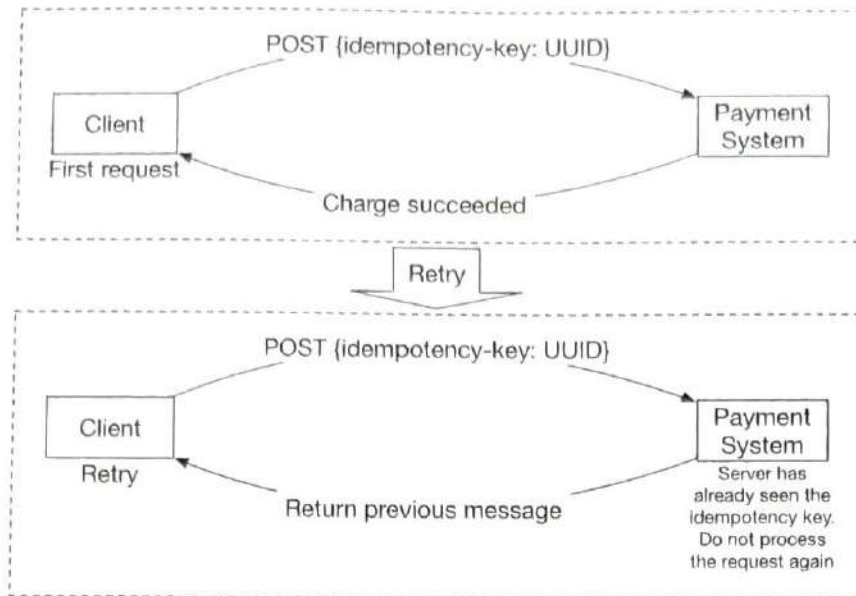 POST {idempotency-key: UUID}
Client
Payment
System
First request
Charge succeeded
Retry
POST {idempotency-key: UUID}
Client
Payment
System
Retry
Server has
already seen the
idempotency key.
Do not process
the request again
Return previous message